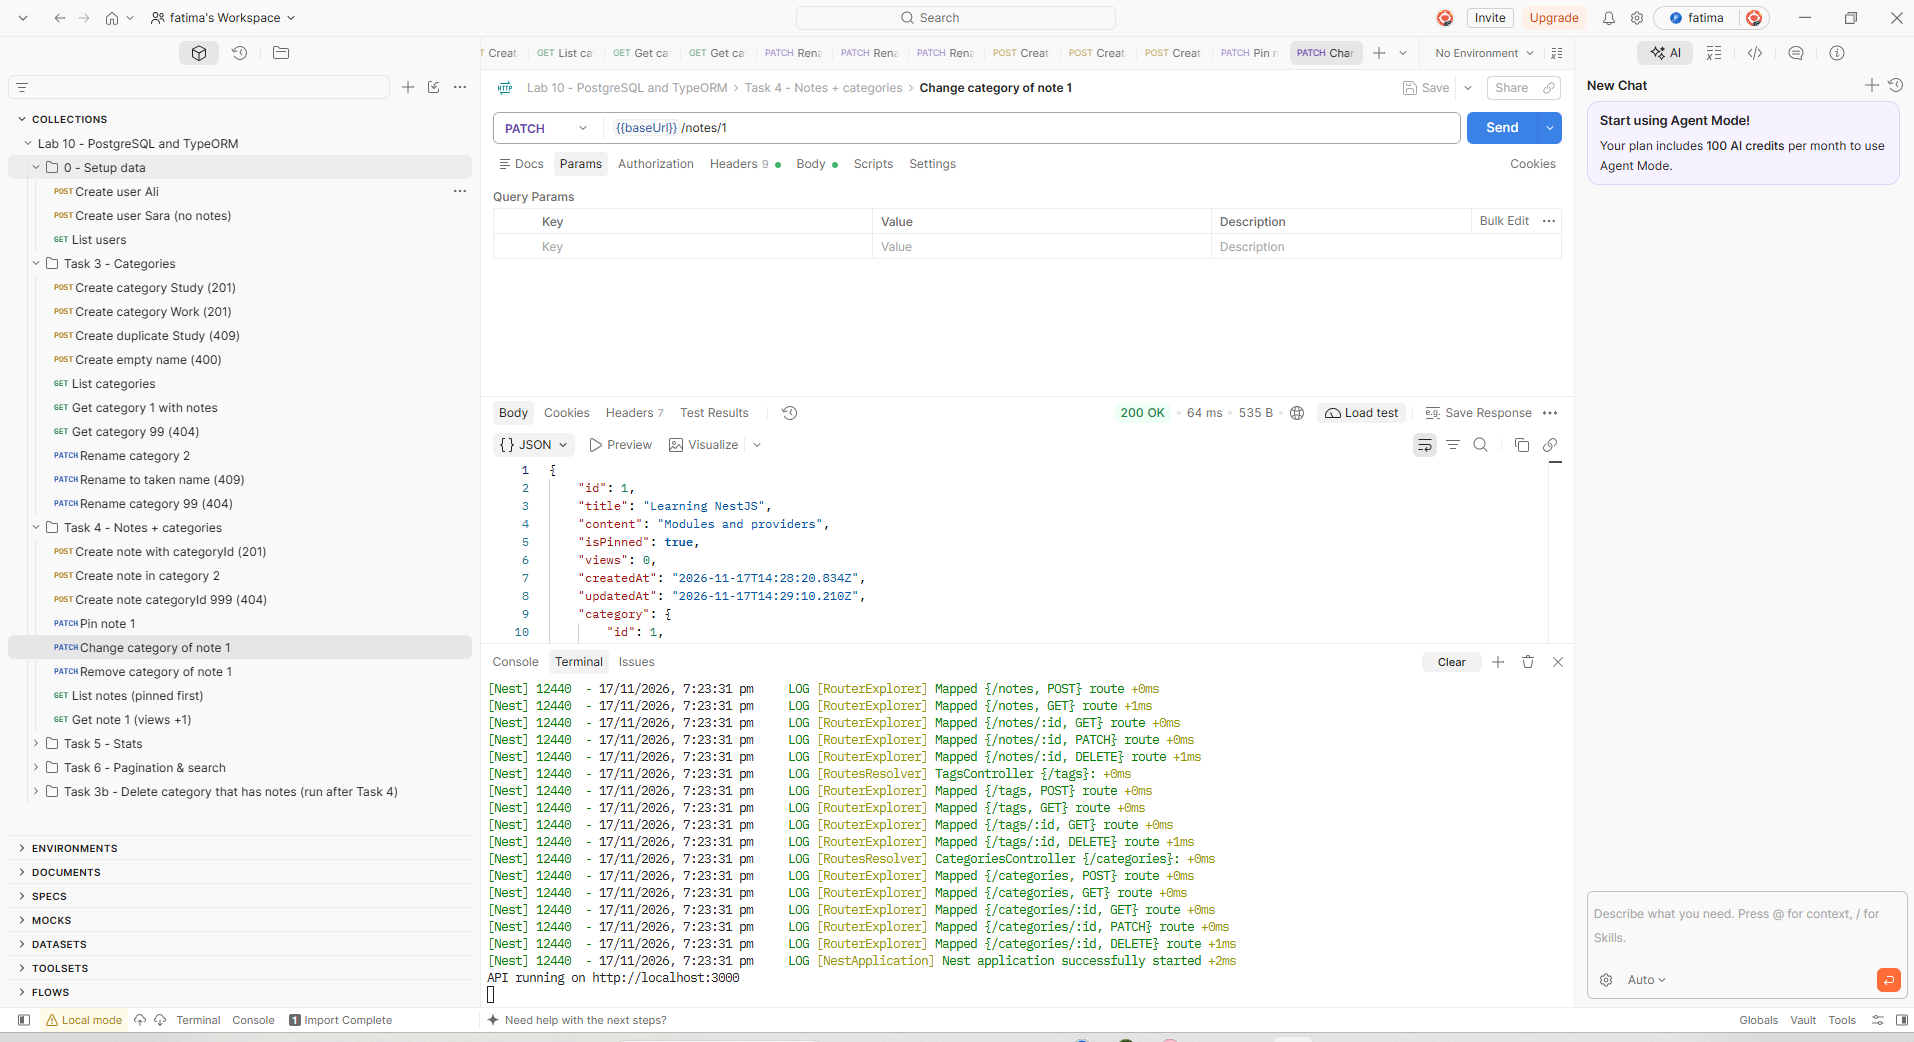 fatima's Workspace
Search
Invite
Upgrade
fatima
List ca
Get ca
Get ca
PATCH Rena
PATCH Rena
PATCH Rena
POST Creat
POST Creat
POST Creat
PATCH Pin n
PATCH Char
No Environment
AI
Lab 10 - PostgreSQL and TypeORM > Task 4 - Notes + categories > Change category of note 1
Save
Share
New Chat
Start using Agent Mode!
Your plan includes 100 AI credits per month to use
Agent Mode.
COLLECTIONS
Lab 10 - PostgreSQL and TypeORM
0 - Setup data
POST Create user Ali
POST Create user Sara (no notes)
GET List users
Task 3 - Categories
POST Create category Study (201)
POST Create category Work (201)
POST Create duplicate Study (409)
POST Create empty name (400)
GET List categories
GET Get category 1 with notes
GET Get category 99 (404)
PATCH Rename category 2
PATCH Rename to taken name (409)
PATCH Rename category 99 (404)
Task 4 - Notes + categories
POST Create note with categoryId (201)
POST Create note in category 2
POST Create note categoryId 999 (404)
PATCH Pin note 1
PATCH Change category of note 1
PATCH Remove category of note 1
GET List notes (pinned first)
GET Get note 1 (views +1)
Task 5 - Stats
Task 6 - Pagination & search
Task 3b - Delete category that has notes (run after Task 4)
ENVIRONMENTS
DOCUMENTS
SPECS
MOCKS
DATASETS
TOOLSETS
FLOWS
HTTP
PATCH
{{baseUrl}}/notes/1
Send
Docs
Params
Authorization
Headers 9
Body
Scripts
Settings
Cookies
Query Params
Key Value Description Bulk Edit
Key Value Description
Body
Cookies
Headers 7
Test Results
200 OK
64 ms
535 B
Load test
e.g. Save Response
{} JSON
Preview
Visualize
1 {
2 "id": 1,
3 "title": "Learning NestJS",
4 "content": "Modules and providers",
5 "isPinned": true,
6 "views": 0,
7 "createdAt": "2026-11-17T14:28:20.834Z",
8 "updatedAt": "2026-11-17T14:29:10.210Z",
9 "category": {
10 "id": 1,
Console
Terminal
Issues
Clear
[Nest] 12440 - 17/11/2026, 7:23:31 pm LOG [RouterExplorer] Mapped {/notes, POST} route +0ms
[Nest] 12440 - 17/11/2026, 7:23:31 pm LOG [RouterExplorer] Mapped {/notes, GET} route +1ms
[Nest] 12440 - 17/11/2026, 7:23:31 pm LOG [RouterExplorer] Mapped {/notes/:id, GET} route +0ms
[Nest] 12440 - 17/11/2026, 7:23:31 pm LOG [RouterExplorer] Mapped {/notes/:id, PATCH} route +0ms
[Nest] 12440 - 17/11/2026, 7:23:31 pm LOG [RouterExplorer] Mapped {/notes/:id, DELETE} route +1ms
[Nest] 12440 - 17/11/2026, 7:23:31 pm LOG [RoutesResolver] TagsController {/tags}: +0ms
[Nest] 12440 - 17/11/2026, 7:23:31 pm LOG [RouterExplorer] Mapped {/tags, POST} route +0ms
[Nest] 12440 - 17/11/2026, 7:23:31 pm LOG [RouterExplorer] Mapped {/tags, GET} route +0ms
[Nest] 12440 - 17/11/2026, 7:23:31 pm LOG [RouterExplorer] Mapped {/tags/:id, GET} route +0ms
[Nest] 12440 - 17/11/2026, 7:23:31 pm LOG [RouterExplorer] Mapped {/tags/:id, DELETE} route +1ms
[Nest] 12440 - 17/11/2026, 7:23:31 pm LOG [RoutesResolver] CategoriesController {/categories}: +0ms
[Nest] 12440 - 17/11/2026, 7:23:31 pm LOG [RouterExplorer] Mapped {/categories, POST} route +0ms
[Nest] 12440 - 17/11/2026, 7:23:31 pm LOG [RouterExplorer] Mapped {/categories, GET} route +0ms
[Nest] 12440 - 17/11/2026, 7:23:31 pm LOG [RouterExplorer] Mapped {/categories/:id, GET} route +0ms
[Nest] 12440 - 17/11/2026, 7:23:31 pm LOG [RouterExplorer] Mapped {/categories/:id, PATCH} route +0ms
[Nest] 12440 - 17/11/2026, 7:23:31 pm LOG [RouterExplorer] Mapped {/categories/:id, DELETE} route +1ms
[Nest] 12440 - 17/11/2026, 7:23:31 pm LOG [NestApplication] Nest application successfully started +2ms
API running on http://localhost:3000
Describe what you need. Press @ for context, / for
Skills.
Auto
Local mode
Terminal
Console
1 Import Complete
Need help with the next steps?
Globals
Vault
Tools